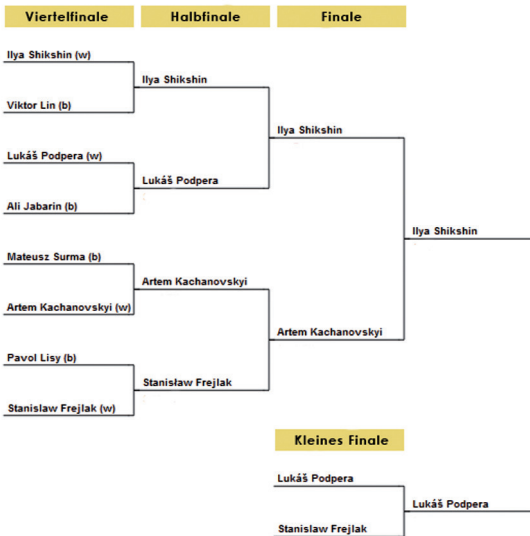 Viertelfinale
Halbfinale
Finale
Ilya Shikshin (w)
Viktor Lin (b)
Lukáš Podpera (w)
Ali Jabarin (b)
Mateusz Surma (b)
Artem Kachanovskyi (w)
Pavol Lisy (b)
Stanislaw Frejlak (w)
Ilya Shikshin
Lukáš Podpera
Artem Kachanovskyi
Stanisław Frejlak
Ilya Shikshin
Artem Kachanovskyi
Ilya Shikshin
Kleines Finale
Lukáš Podpera
Stanislaw Frejlak
Lukáš Podpera